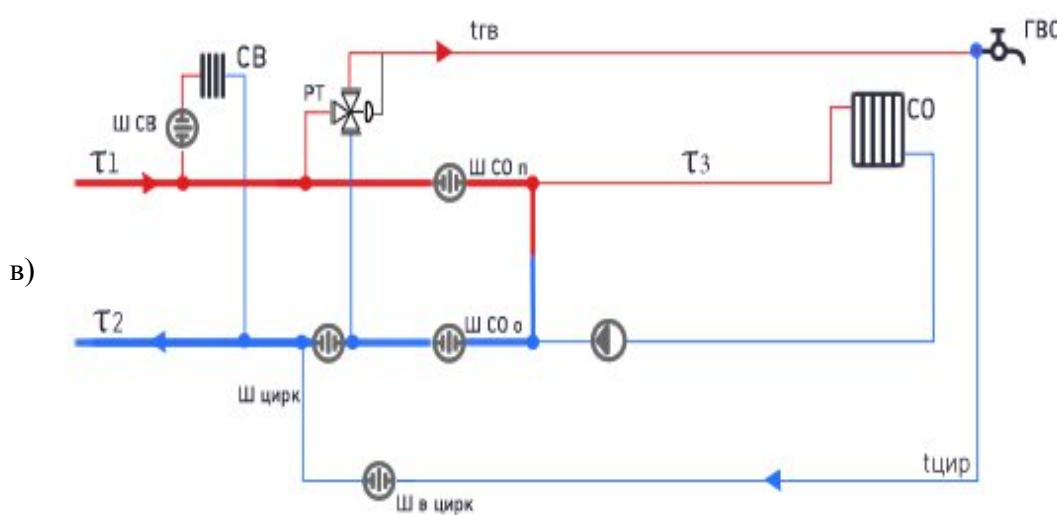 tгв
ГВС
СВ
РТ
СО
Ш СВ
τ1
Ш СО п
τ3
в)
τ2
Ш СО о
Ш цирк
tцир
Ш в цирк